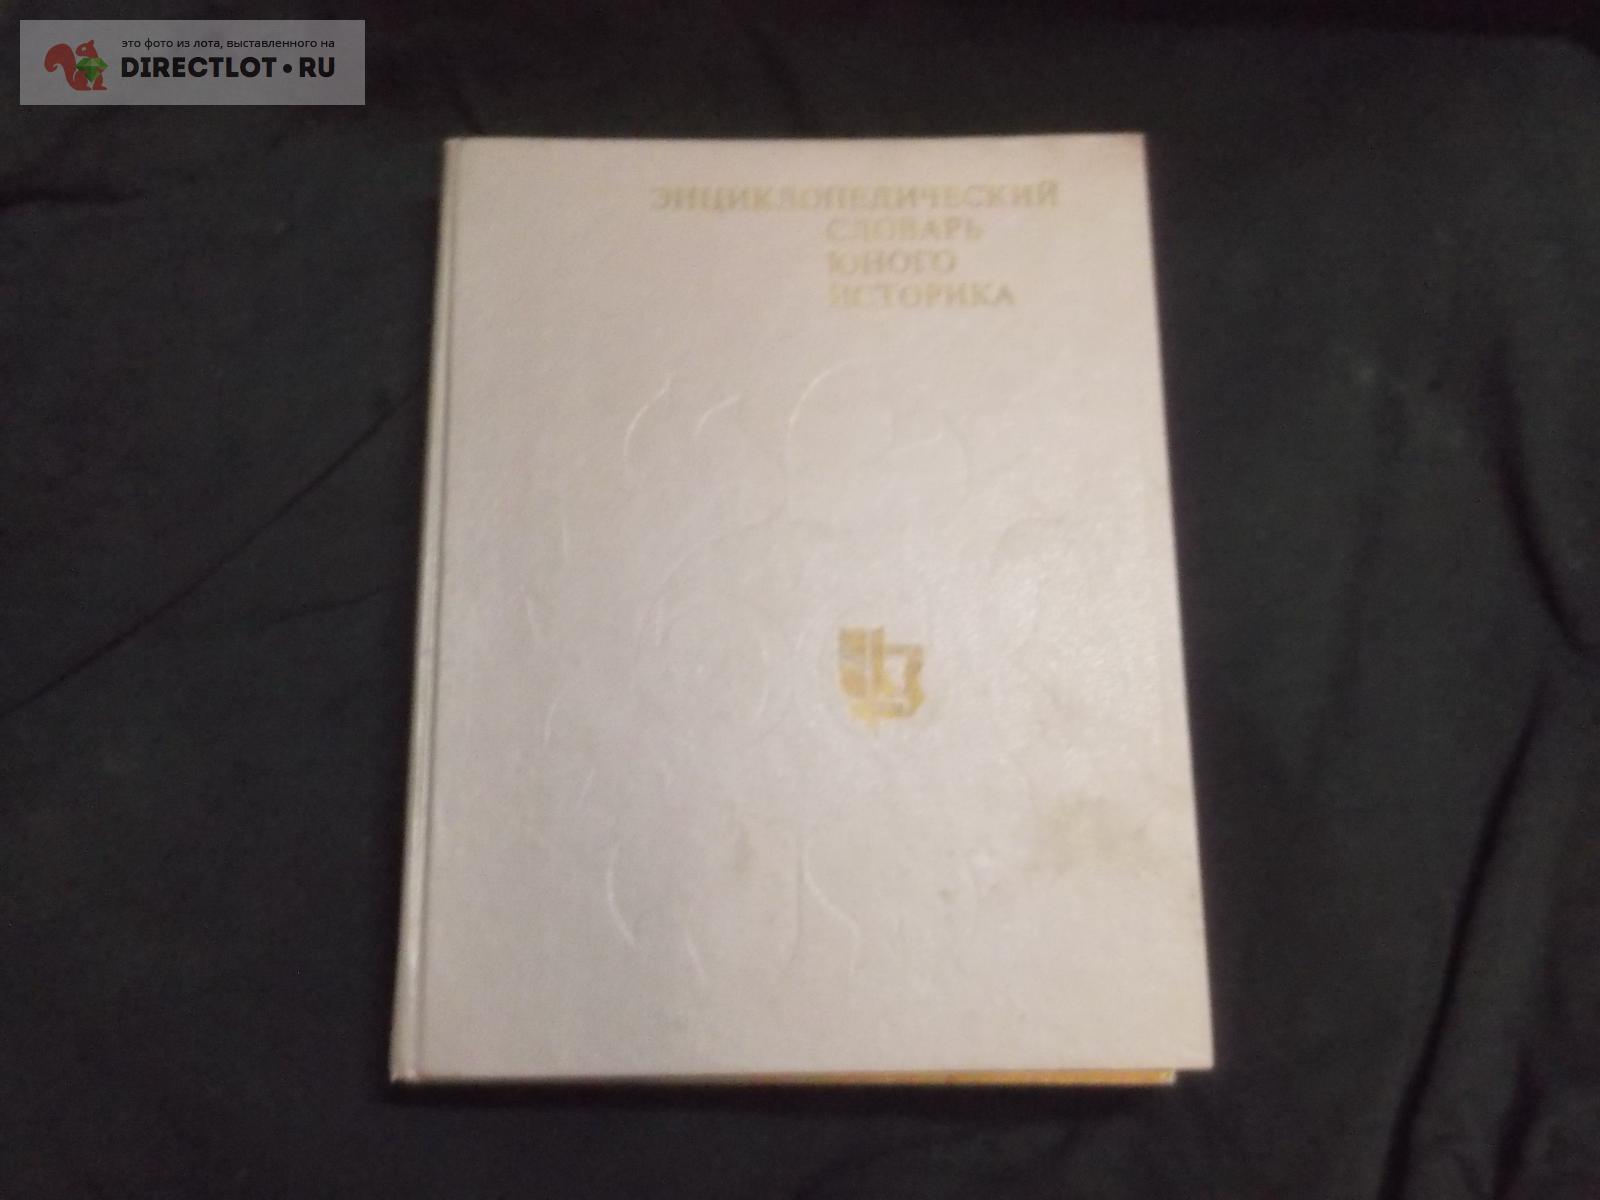 это фото из лота, выставленного на
DIRECTLOT•RU
ЭНЦИКЛОПЕДИЧЕСКИЙ
СЛОВАРЬ
ЮНОГО
ИСТОРИКА